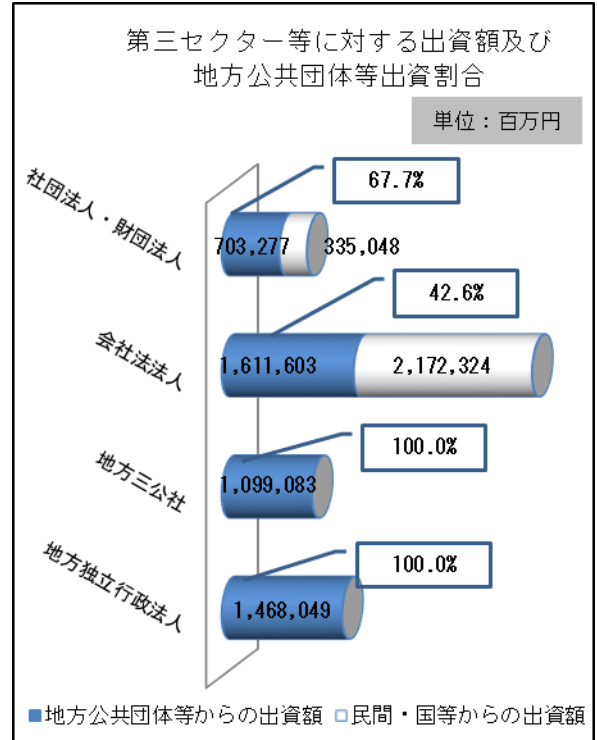 第三セクター等に対する出資額及び
地方公共団体等出資割合
単位：百万円
社団法人・財団法人
67.7%
703,277
335,048
会社法法人
42.6%
1,611,603
2,172,324
地方三公社
100.0%
1,099,083
地方独立行政法人
100.0%
1,468,049
■地方公共団体等からの出資額 □民間・国等からの出資額